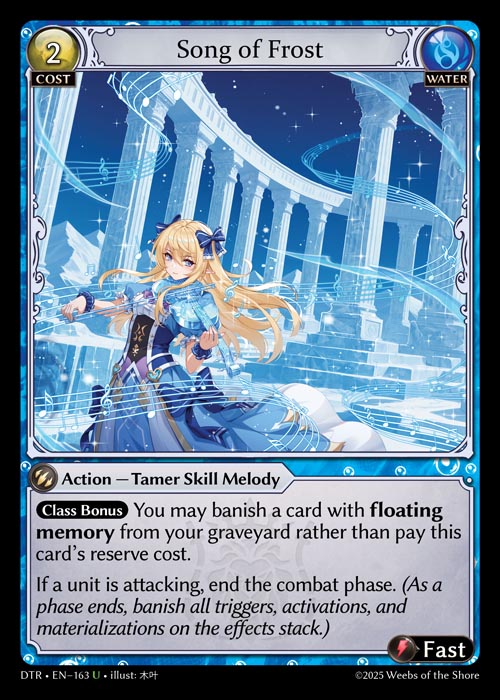 2
COST
Song of Frost
WATER
Action — Tamer Skill Melody
Class Bonus You may banish a card with floating
memory from your graveyard rather than pay this
card's reserve cost.
If a unit is attacking, end the combat phase. (As a
phase ends, banish all triggers, activations, and
materializations on the effects stack.)
Fast
DTR • EN–163 U • illust: 木叶
©2025 Weebs of the Shore